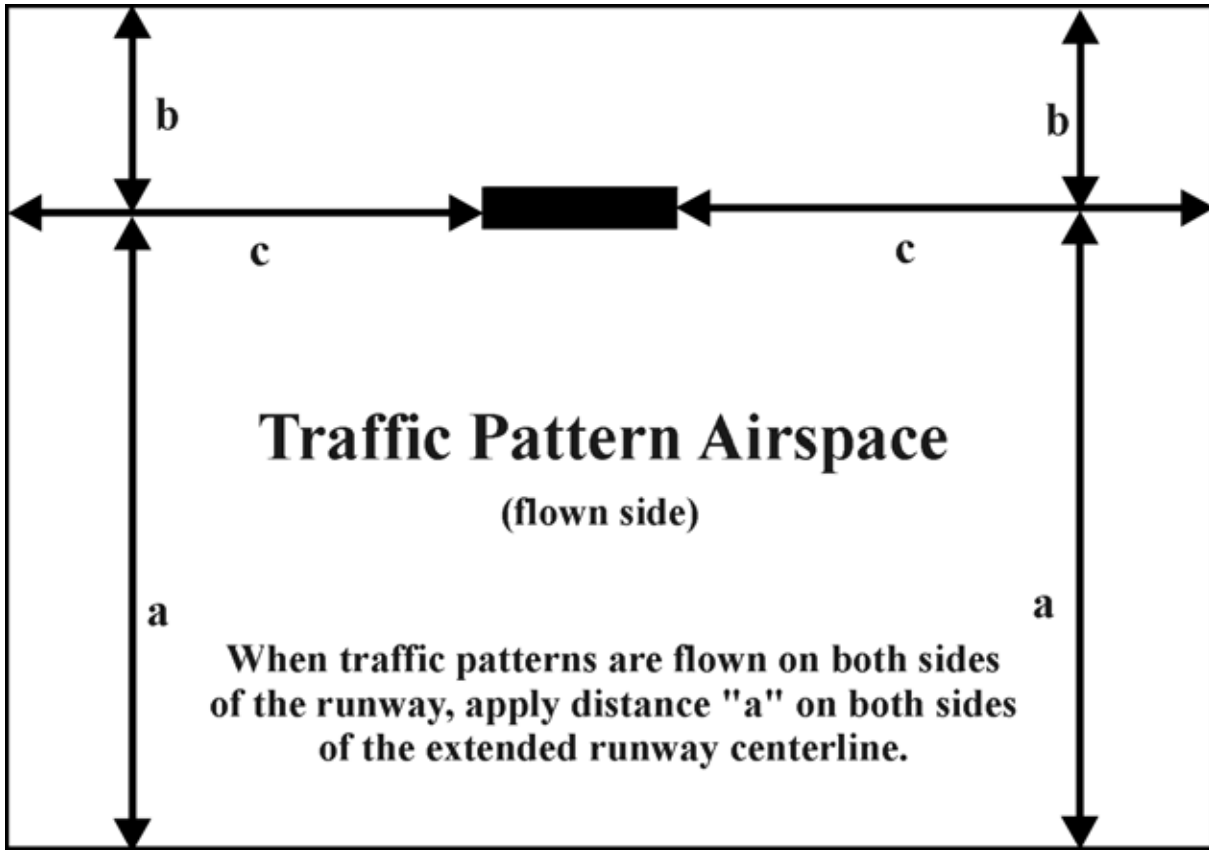 b
b
c
c
Traffic Pattern Airspace
(flown side)
a
a
When traffic patterns are flown on both sides
of the runway, apply distance "a" on both sides
of the extended runway centerline.